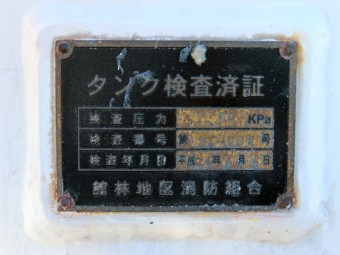 タンク検査済証
検査圧力 KPa
検査番号 第 号
検査年月日 平成 年 月 日
館林地区消防組合